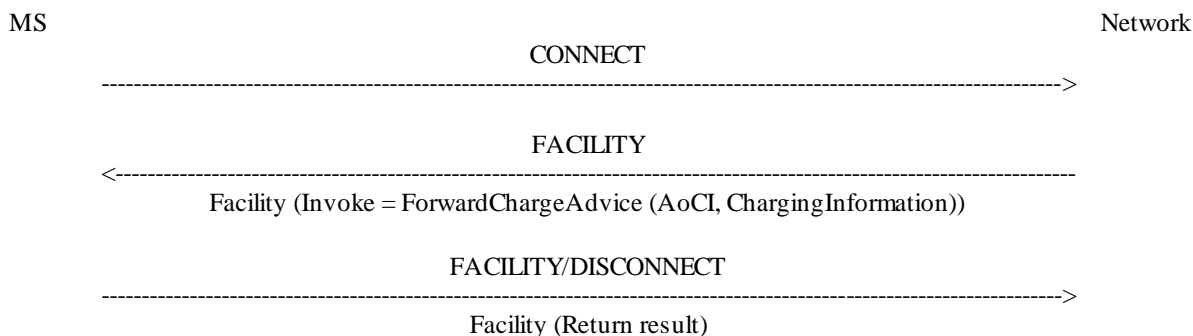 MS Network
CONNECT
------------------------------------------------------------------------------------------------------------------------>
FACILITY
<------------------------------------------------------------------------------------------------------------------------
Facility (Invoke = ForwardChargeAdvice (AoCI, ChargingInformation))
FACILITY/DISCONNECT
------------------------------------------------------------------------------------------------------------------------>
Facility (Return result)